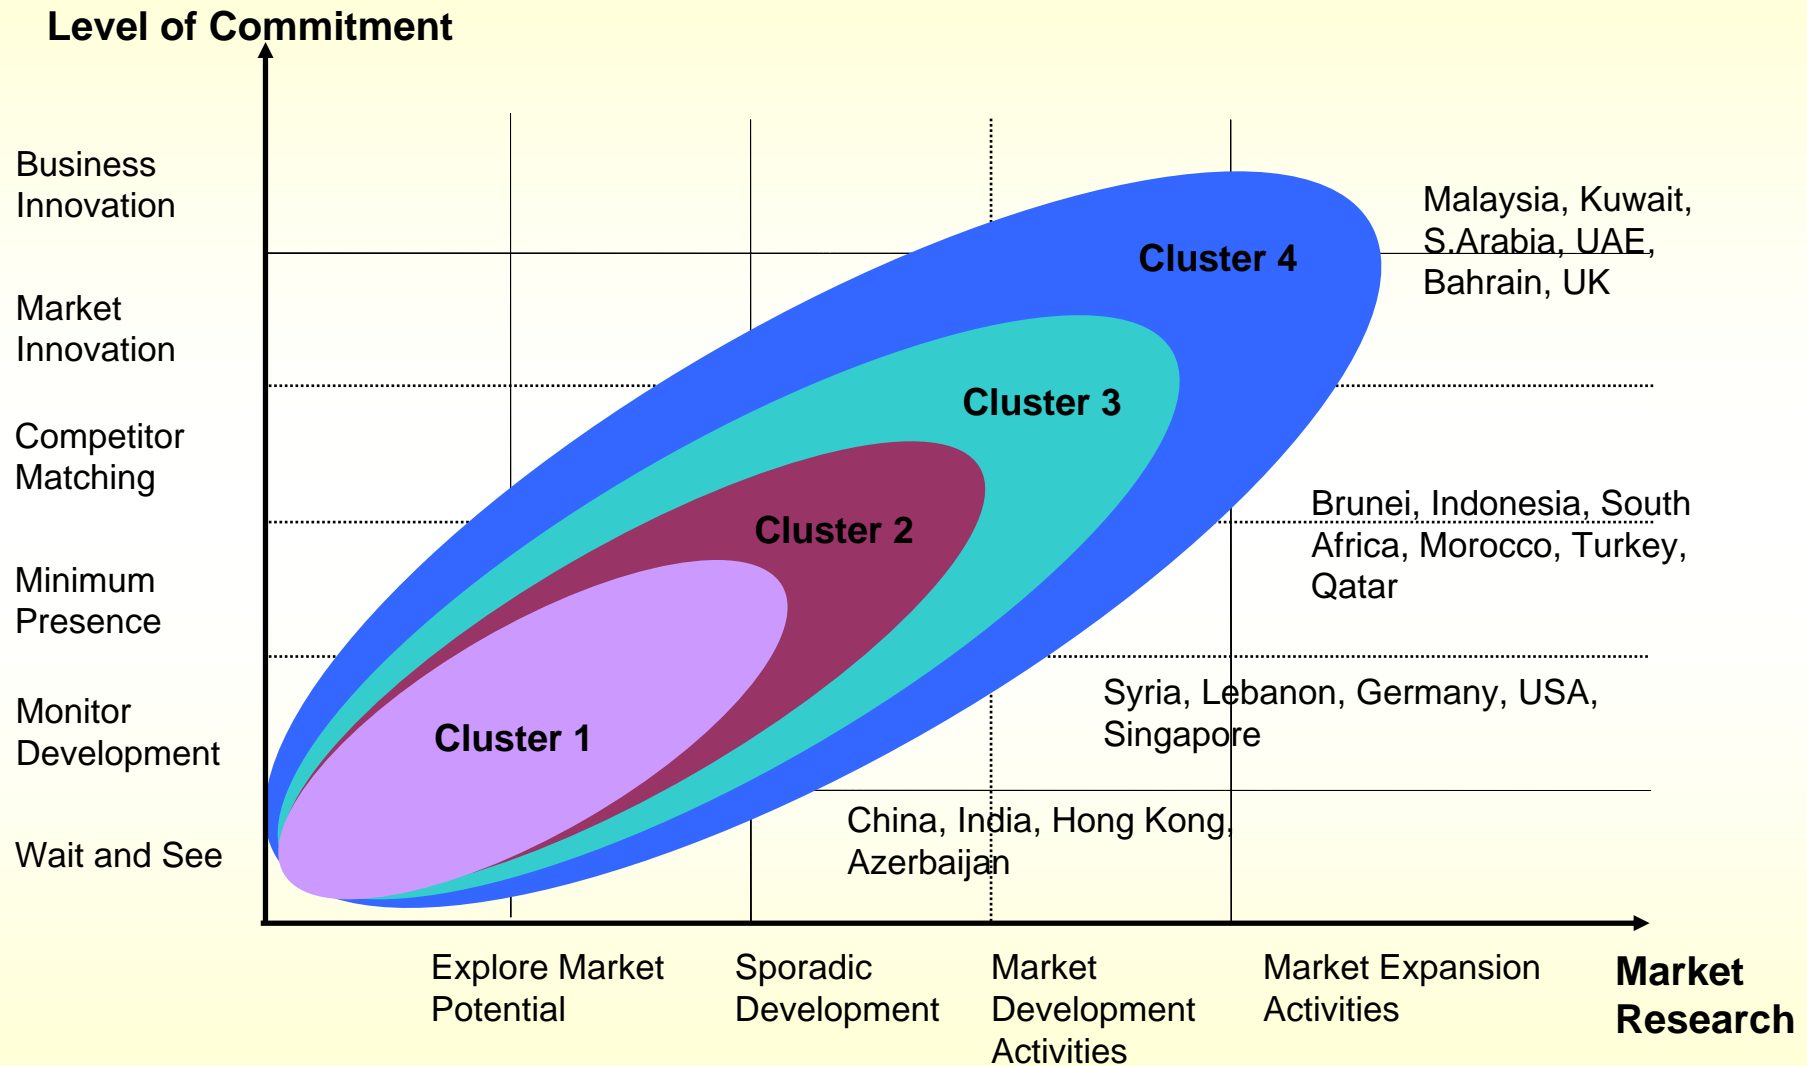 Level of Commitment
Business
Innovation
Market
Innovation
Competitor
Matching
Minimum
Presence
Monitor
Development
Wait and See
Cluster 4
Cluster 3
Cluster 2
Cluster 1
Malaysia, Kuwait,
S.Arabia, UAE,
Bahrain, UK
Brunei, Indonesia, South
Africa, Morocco, Turkey,
Qatar
Syria, Lebanon, Germany, USA,
Singapore
China, India, Hong Kong,
Azerbaijan
Explore Market
Potential
Sporadic
Development
Market
Development
Activities
Market Expansion
Activities
Market
Research